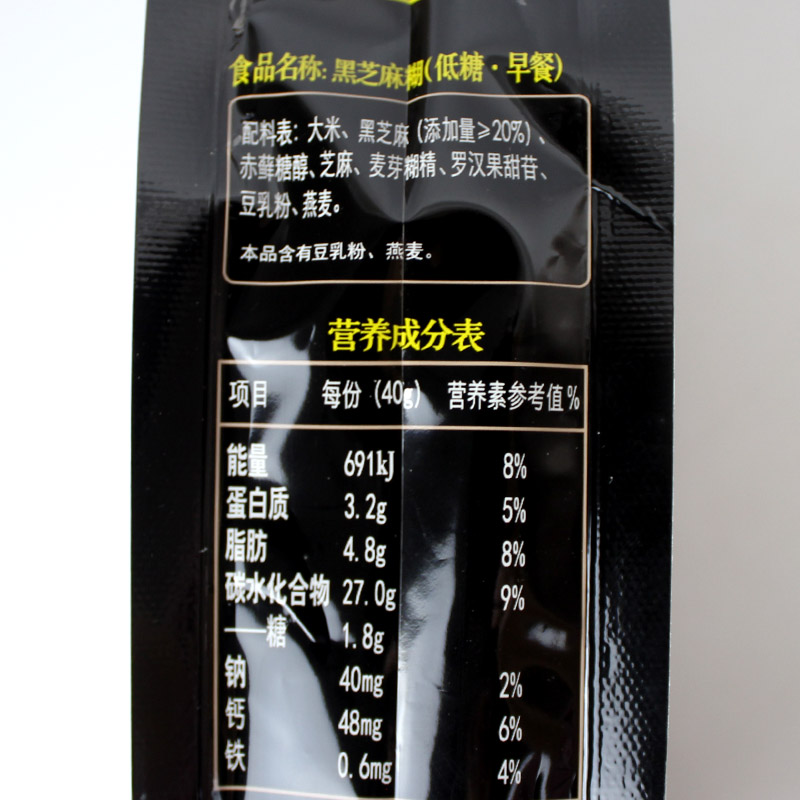 食品名称：黑芝麻糊（低糖·早餐）
配料表：大米、黑芝麻（添加量≥20%）、
赤藓糖醇、芝麻、麦芽糊精、罗汉果甜苷、
豆乳粉、燕麦。
本品含有豆乳粉、燕麦。
营养成分表
项目 每份（40g） 营养素参考值%
能量 691kJ 8%
蛋白质 3.2g 5%
脂肪 4.8g 8%
碳水化合物 27.0g 9%
——糖 1.8g
钠 40mg 2%
钙 48mg 6%
铁 0.6mg 4%